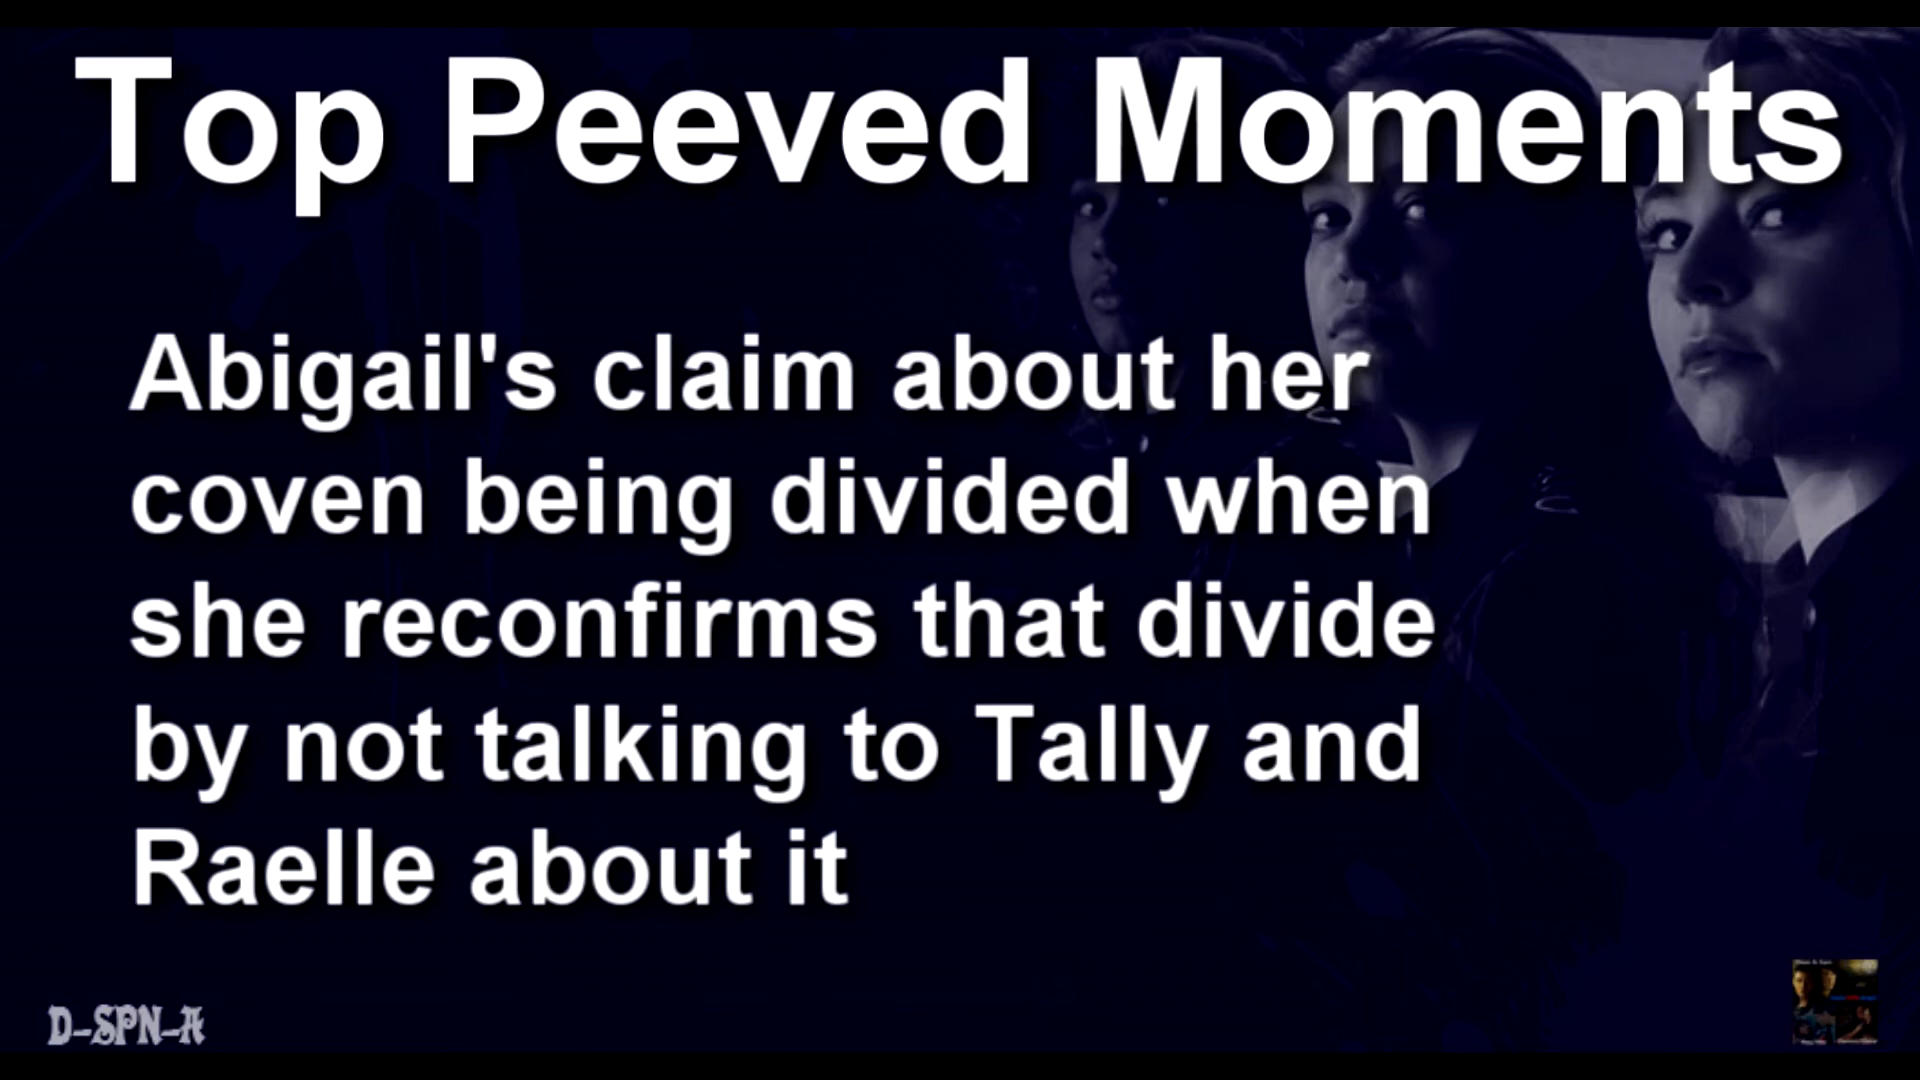 Top Peeved Moments
Abigail's claim about her
coven being divided when
she reconfirms that divide
by not talking to Tally and
Raelle about it
D-SPN-A